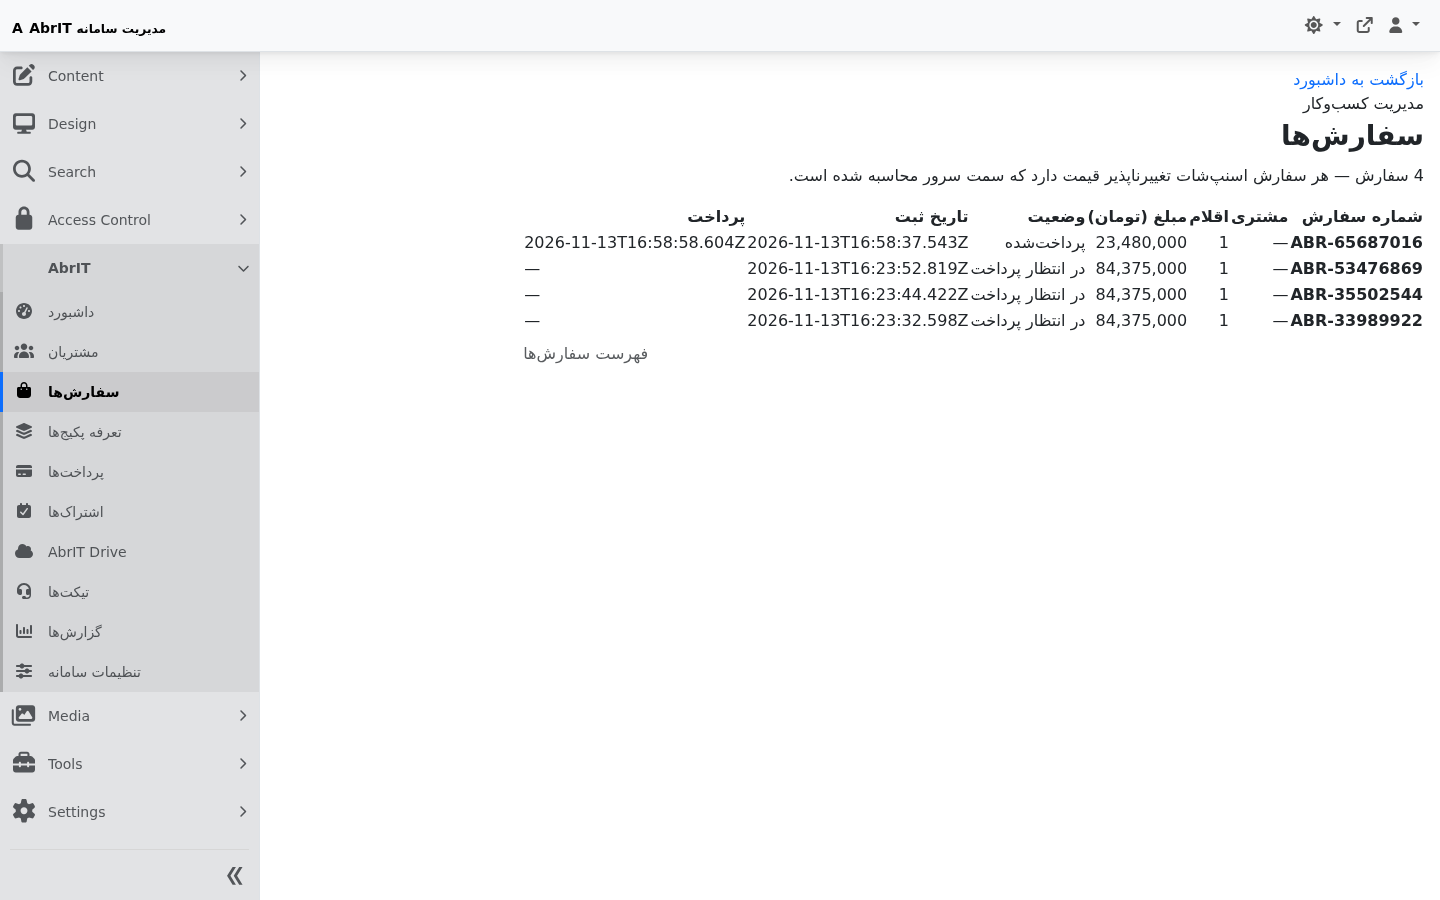 A AbrIT مدیریت سامانه
Content
Design
Search
Access Control
AbrIT
داشبورد
مشتریان
سفارش‌ها
تعرفه پکیج‌ها
پرداخت‌ها
اشتراک‌ها
AbrIT Drive
تیکت‌ها
گزارش‌ها
تنظیمات سامانه
Media
Tools
Settings
بازگشت به داشبورد
مدیریت کسب‌وکار
سفارش‌ها
4 سفارش — هر سفارش اسنپ‌شات تغییرناپذیر قیمت دارد که سمت سرور محاسبه شده است.
شماره سفارش مشتری اقلام مبلغ (تومان) وضعیت تاریخ ثبت پرداخت
ABR-65687016 — 1 23,480,000 پرداخت‌شده 2026-11-13T16:58:37.543Z 2026-11-13T16:58:58.604Z
ABR-53476869 — 1 84,375,000 در انتظار پرداخت 2026-11-13T16:23:52.819Z —
ABR-35502544 — 1 84,375,000 در انتظار پرداخت 2026-11-13T16:23:44.422Z —
ABR-33989922 — 1 84,375,000 در انتظار پرداخت 2026-11-13T16:23:32.598Z —
فهرست سفارش‌ها